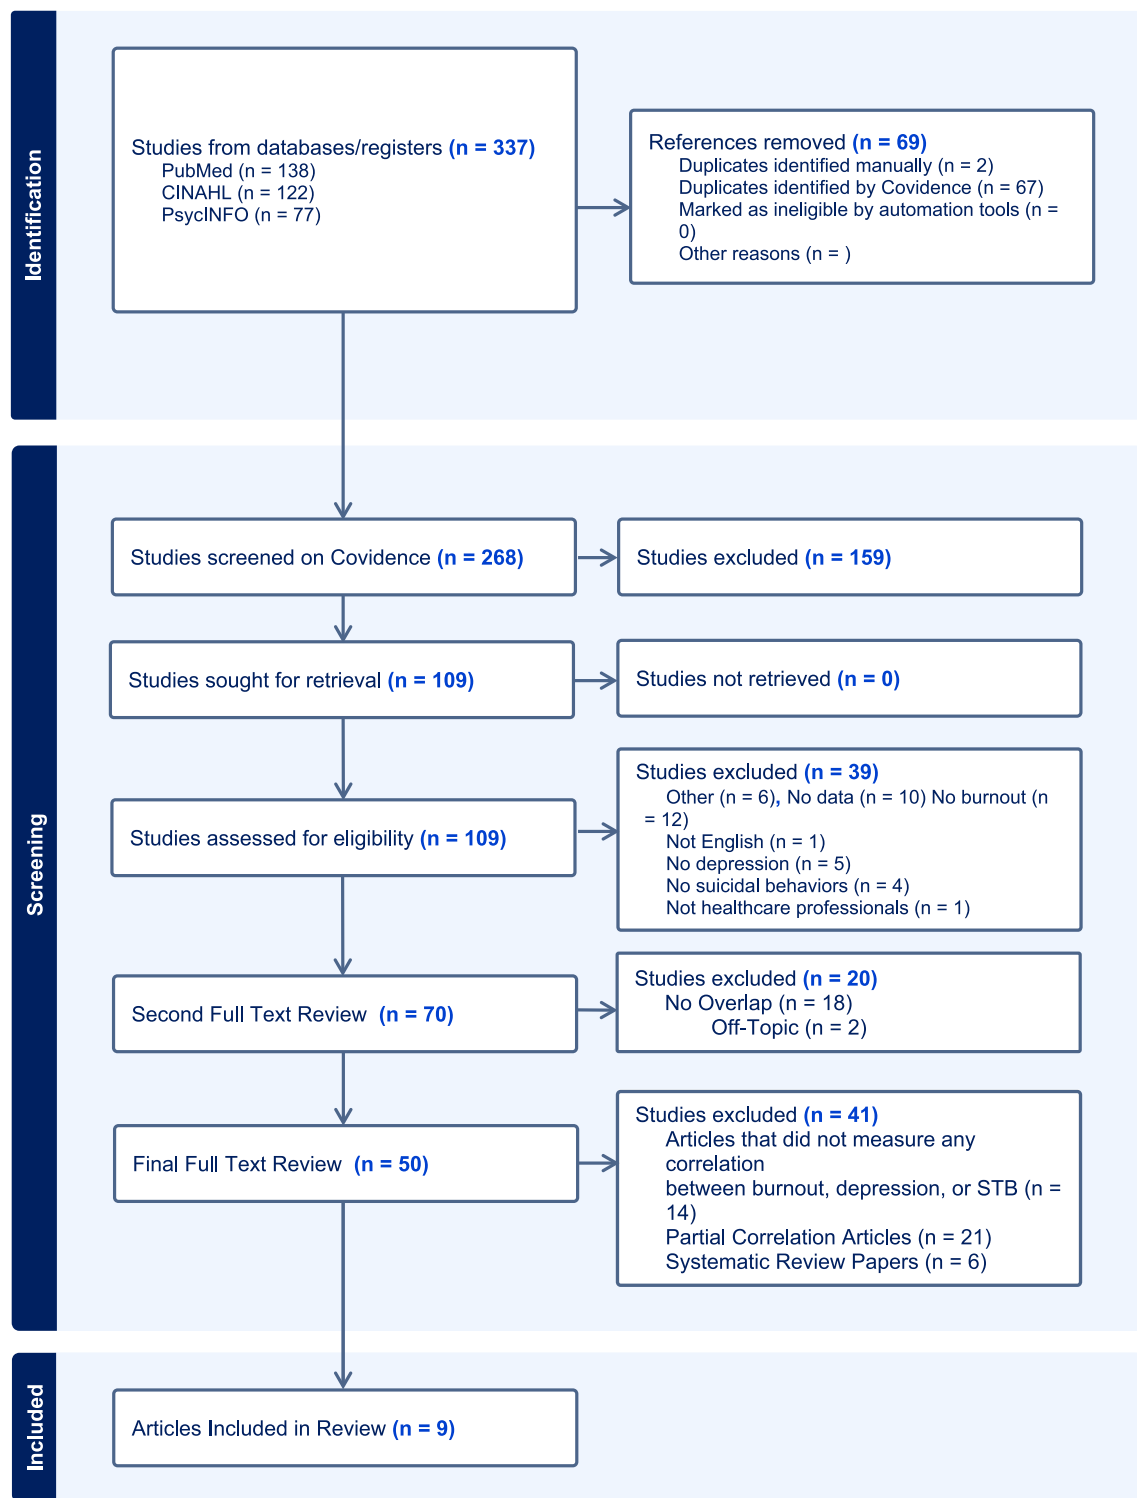 Identification
Studies from databases/registers (n = 337)
PubMed (n = 138)
CINAHL (n = 122)
PsycINFO (n = 77)
References removed (n = 69)
Duplicates identified manually (n = 2)
Duplicates identified by Covidence (n = 67)
Marked as ineligible by automation tools (n =
0)
Other reasons (n = )
Screening
Studies screened on Covidence (n = 268)
Studies excluded (n = 159)
Studies sought for retrieval (n = 109)
Studies not retrieved (n = 0)
Studies assessed for eligibility (n = 109)
Studies excluded (n = 39)
Other (n = 6), No data (n = 10) No burnout (n
= 12)
Not English (n = 1)
No depression (n = 5)
No suicidal behaviors (n = 4)
Not healthcare professionals (n = 1)
Second Full Text Review (n = 70)
Studies excluded (n = 20)
No Overlap (n = 18)
Off-Topic (n = 2)
Final Full Text Review (n = 50)
Studies excluded (n = 41)
Articles that did not measure any
correlation
between burnout, depression, or STB (n =
14)
Partial Correlation Articles (n = 21)
Systematic Review Papers (n = 6)
Included
Articles Included in Review (n = 9)